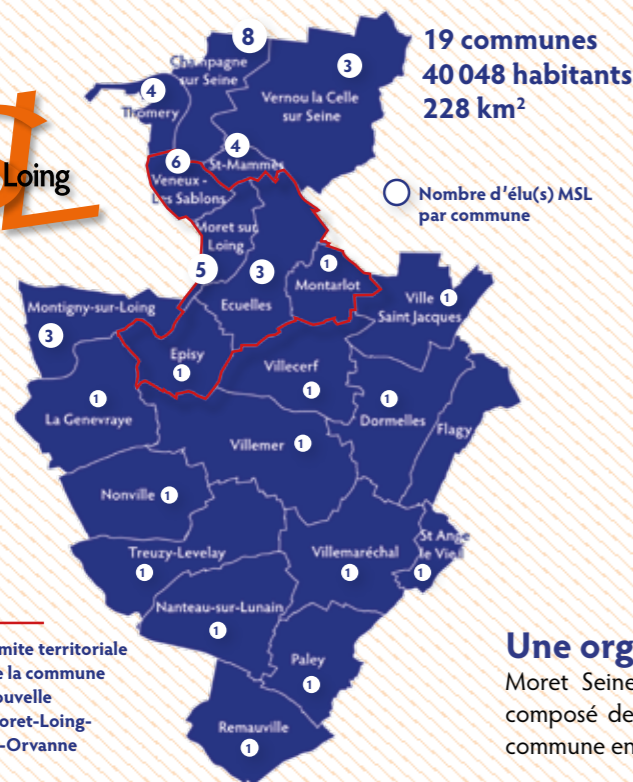 8
Champagne
sur Seine
3
Vernou la Celle
sur Seine
19 communes
40 048 habitants
228 km²
4
Thomery
4
St-Mammès
6
Veneux -
Les Sablons
Loing
Nombre d'élu(s) MSL
par commune
Moret sur
Loing
5
3
Ecuelles
1
Montarlot
Ville 1
Saint Jacques
Montigny-sur-Loing
3
Episy
1
Villecerf
1
1
La Genevraye
1
Dormelles
Flagy
Villemer 1
Nonville 1
Treuzy-Levelay
1
Villemaréchal
1
St Ange
le Vieil
1
Nanteau-sur-Lunain
1
Paley
1
Remauville
1
mite territoriale
e la commune
ouvelle
oret-Loing-
-Orvanne
Une org
Moret Seine
composé de
commune en